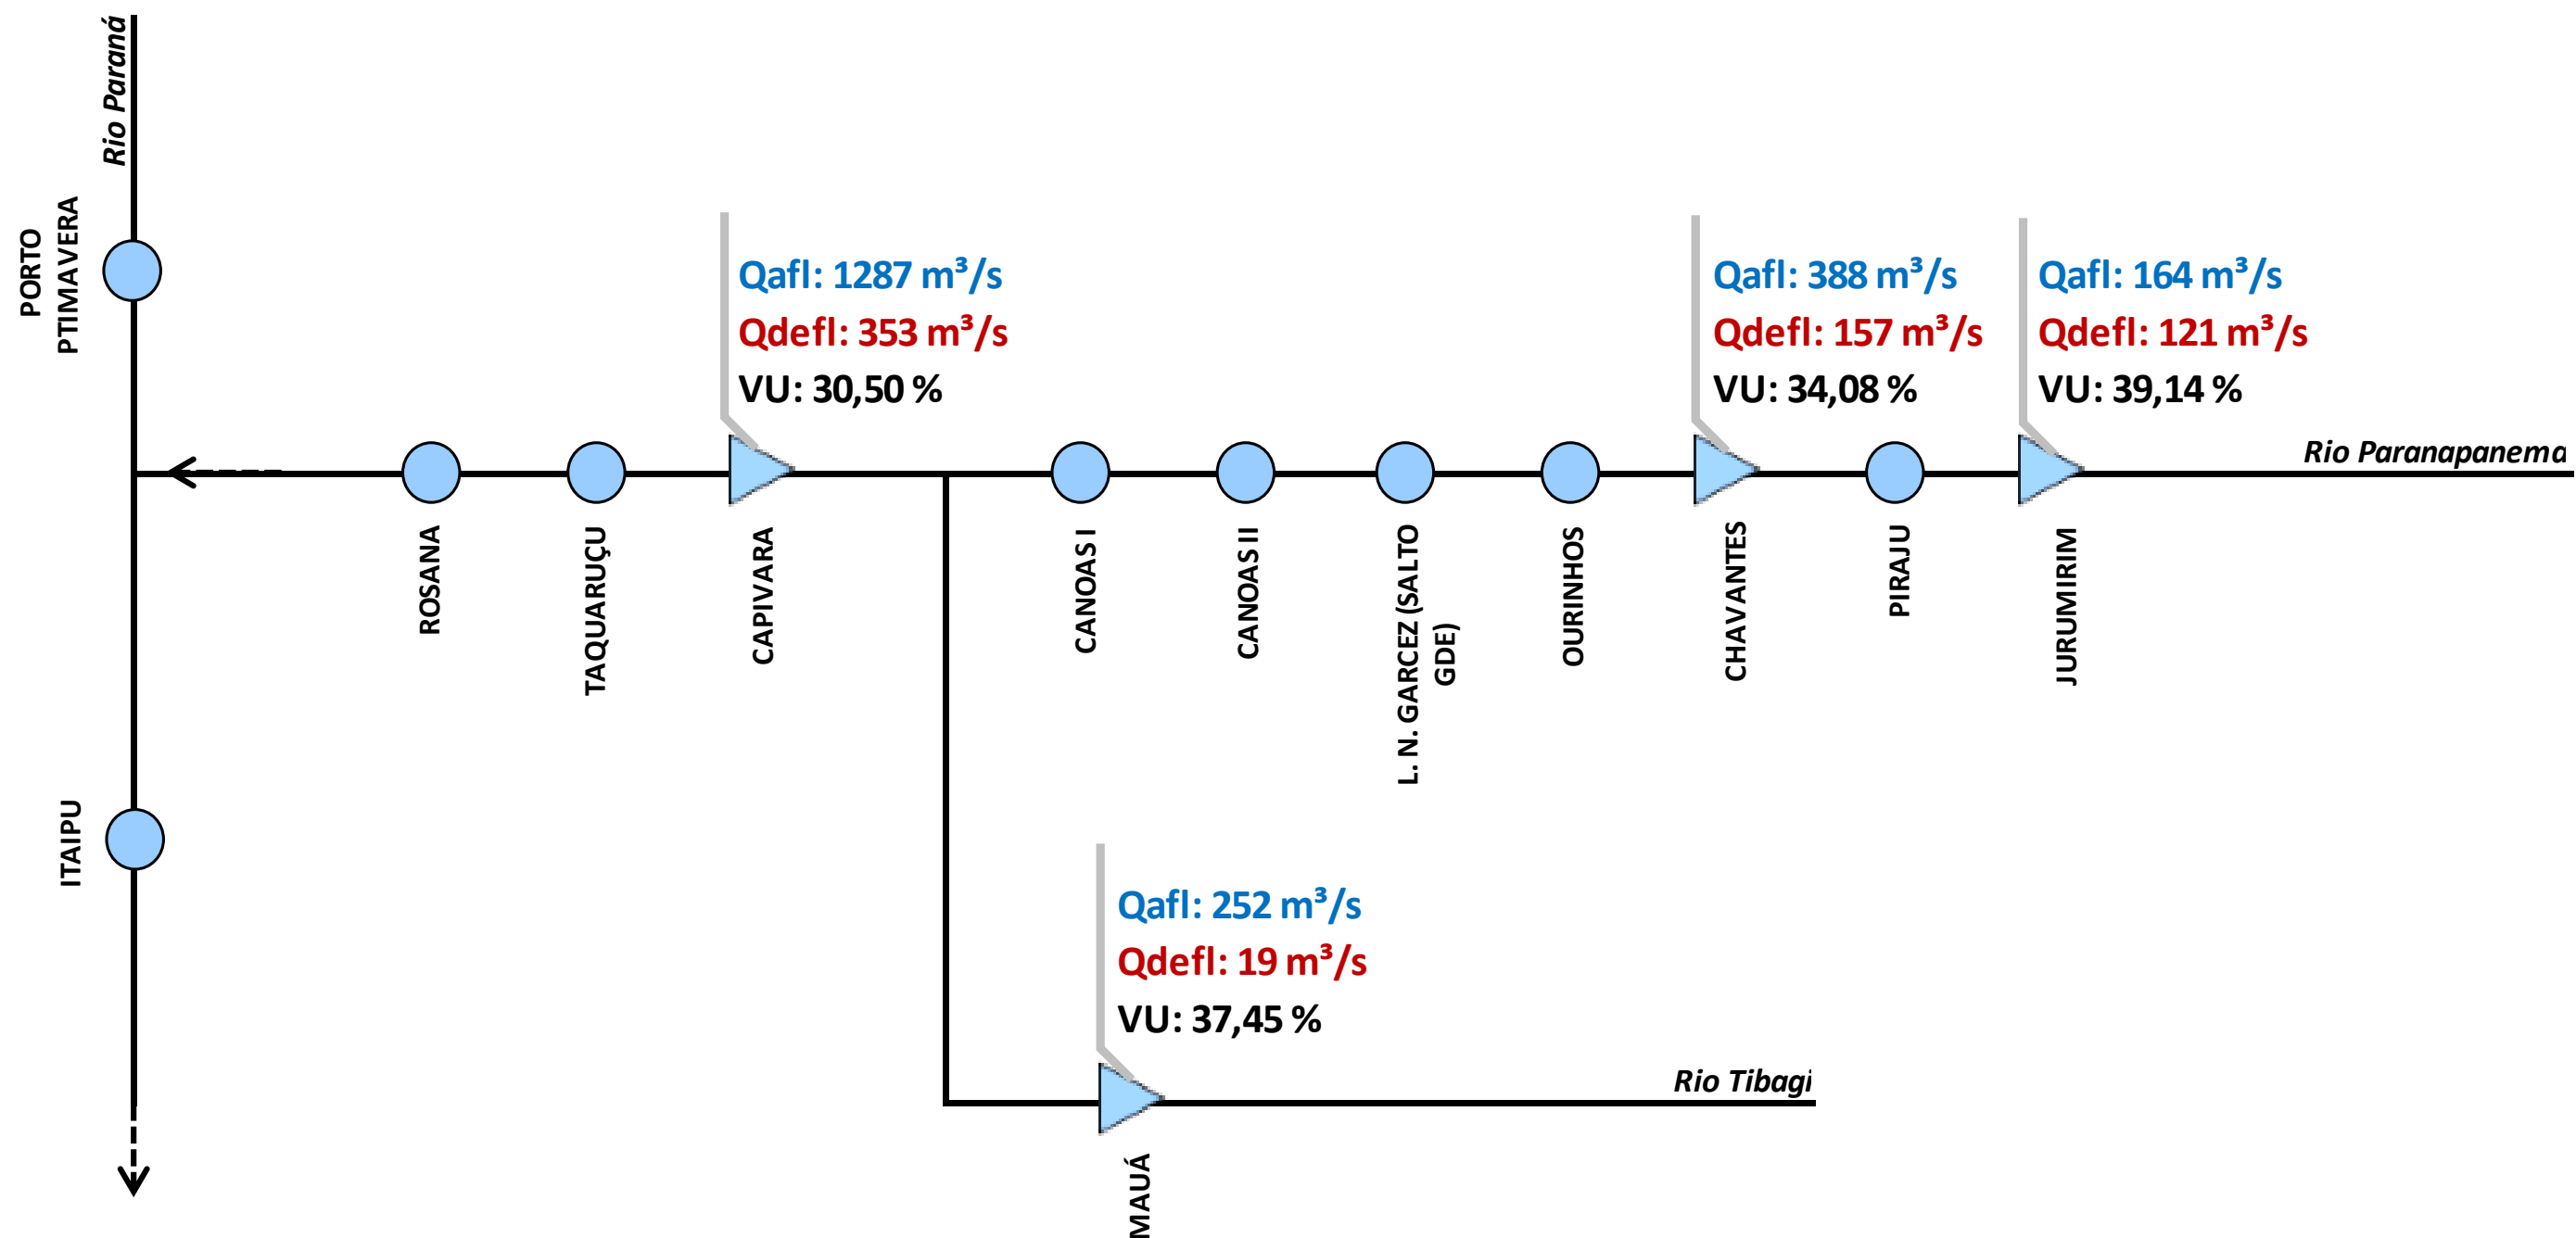 Rio Paraná
PORTO
PTIMAVERA
Qafl: 1287 m³/s
Qdefl: 353 m³/s
VU: 30,50 %
Qafl: 388 m³/s
Qdefl: 157 m³/s
VU: 34,08 %
Qafl: 164 m³/s
Qdefl: 121 m³/s
VU: 39,14 %
Rio Paranapanema
ROSANA
TAQUARUÇU
CAPIVARA
CANOAS I
CANOAS II
L. N. GARCEZ (SALTO
GDE)
OURINHOS
CHAVANTES
PIRAJU
JURUMIRIM
ITAIPU
Qafl: 252 m³/s
Qdefl: 19 m³/s
VU: 37,45 %
Rio Tibagi
MAUÁ